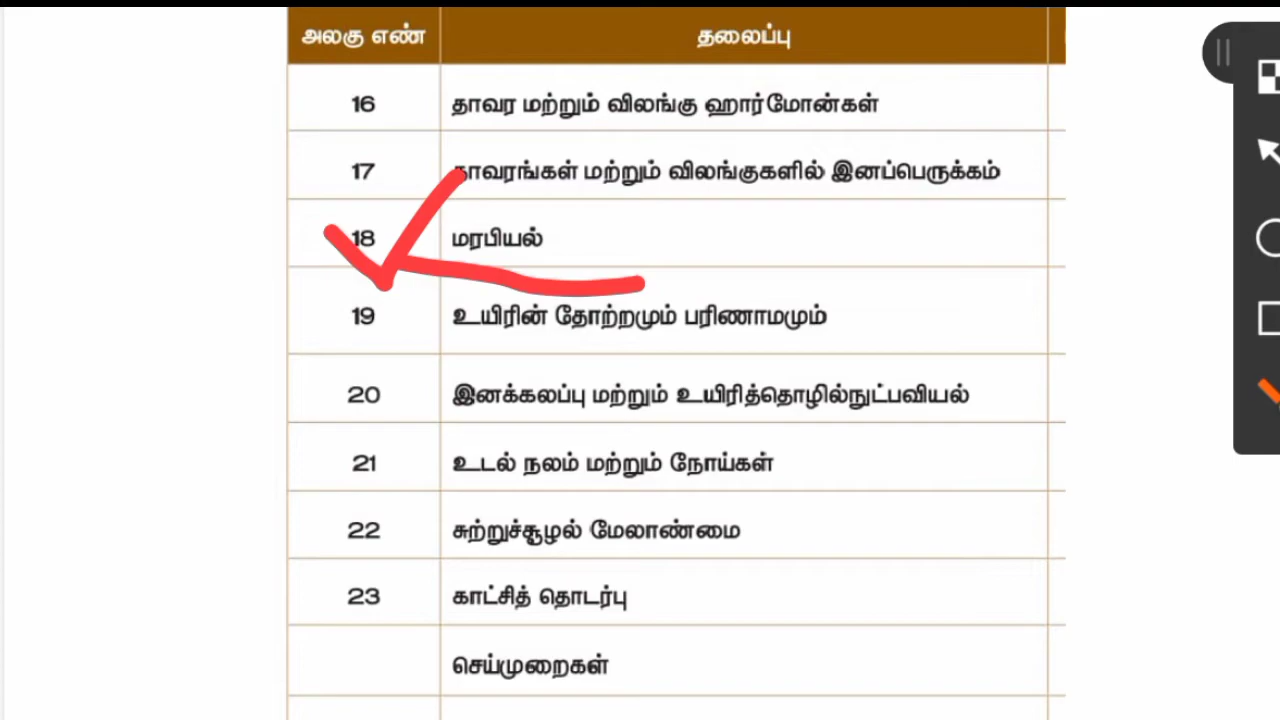 அலகு எண் தலைப்பு
16 தாவர மற்றும் விலங்கு ஹார்மோன்கள்
17 தாவரங்கள் மற்றும் விலங்குகளில் இனப்பெருக்கம்
18 மரபியல்
19 உயிரின் தோற்றமும் பரிணாமமும்
20 இனக்கலப்பு மற்றும் உயிரித்தொழில்நுட்பவியல்
21 உடல் நலம் மற்றும் நோய்கள்
22 சுற்றுச்சூழல் மேலாண்மை
23 காட்சித் தொடர்பு
செய்முறைகள்